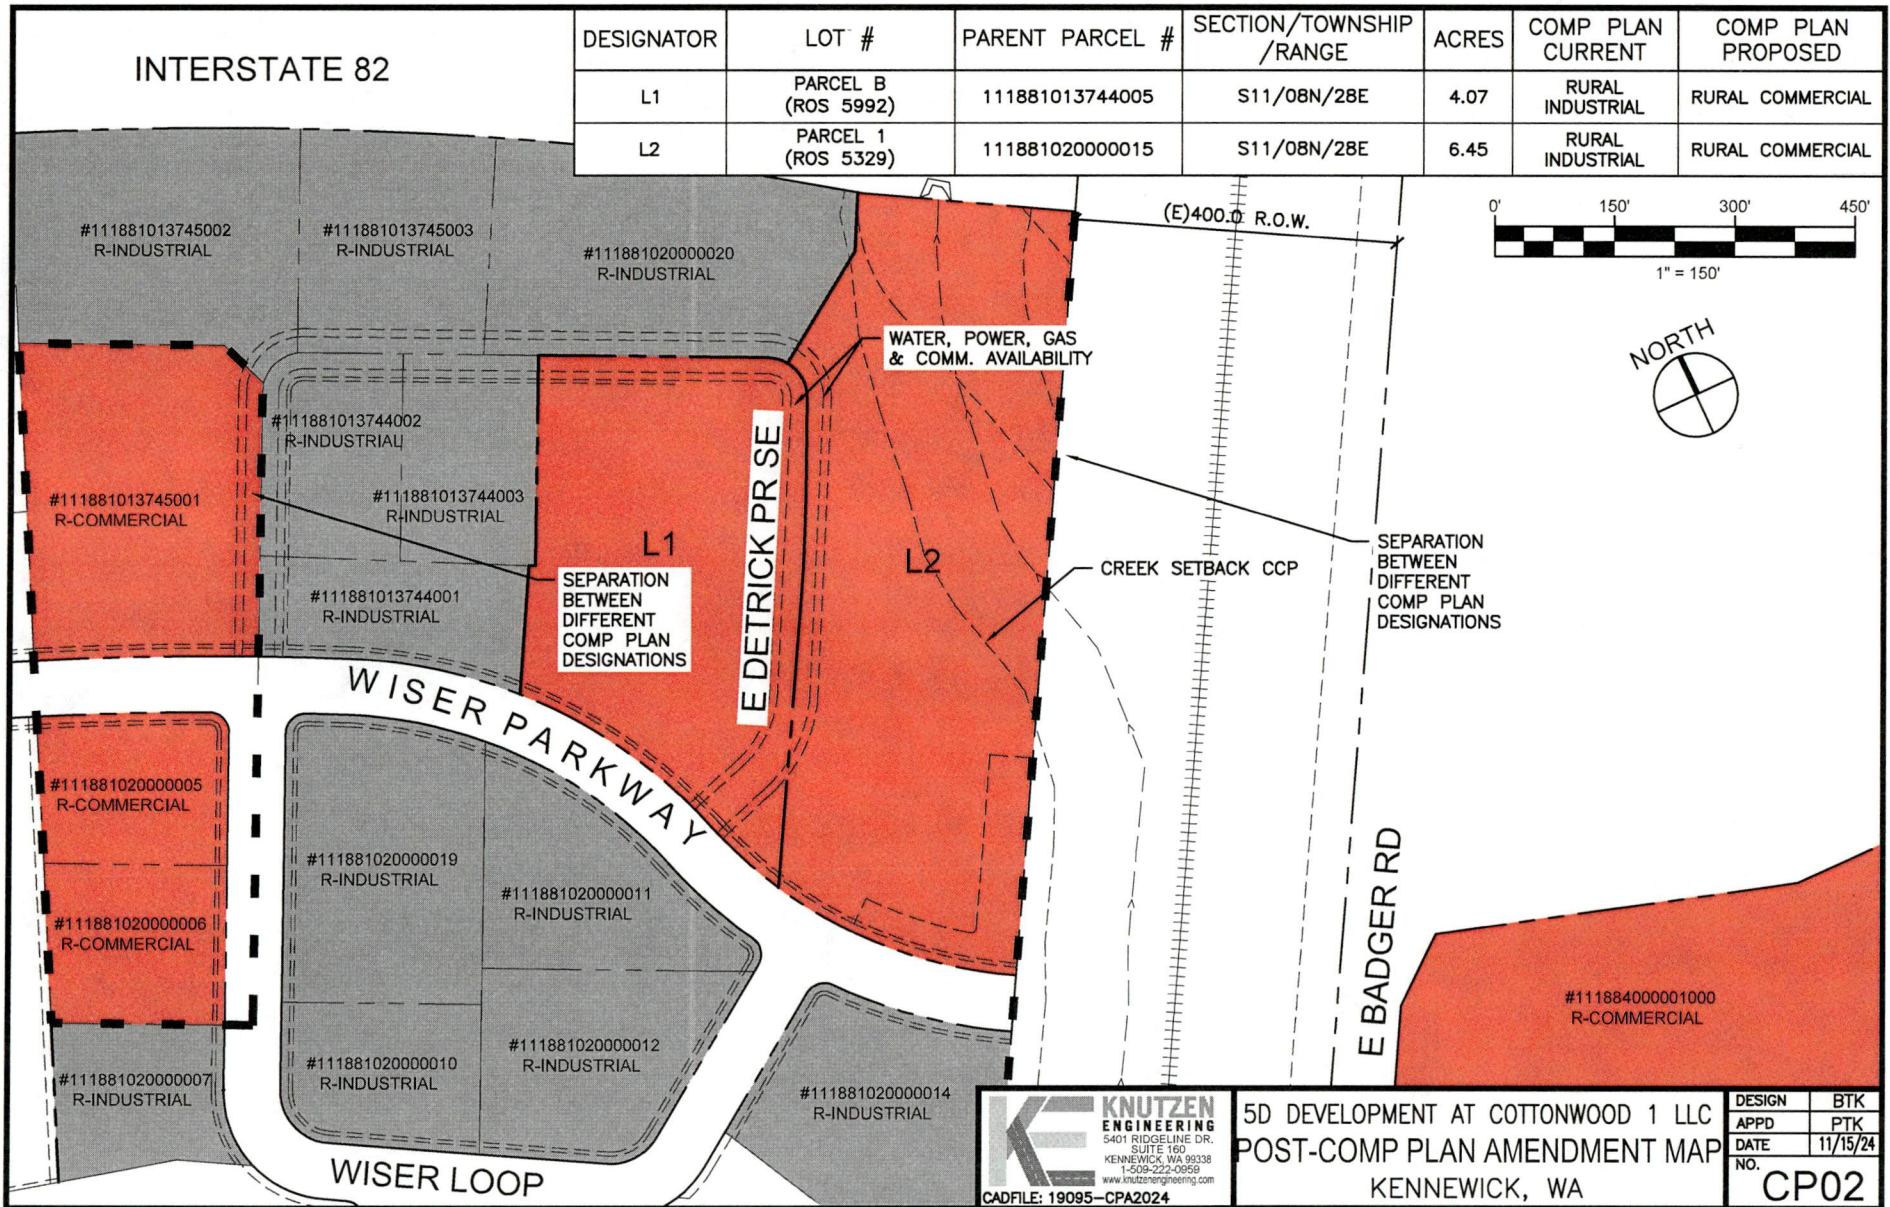 INTERSTATE 82
DESIGNATOR LOT # PARENT PARCEL # SECTION/TOWNSHIP /RANGE ACRES COMP PLAN CURRENT COMP PLAN PROPOSED
L1 PARCEL B (ROS 5992) 111881013744005 S11/08N/28E 4.07 RURAL INDUSTRIAL RURAL COMMERCIAL
L2 PARCEL 1 (ROS 5329) 111881020000015 S11/08N/28E 6.45 RURAL INDUSTRIAL RURAL COMMERCIAL
0' 150' 300' 450'
1" = 150'
NORTH
(E)400.0 R.O.W.
#111881013745002
R-INDUSTRIAL
#111881013745003
R-INDUSTRIAL
#111881020000020
R-INDUSTRIAL
WATER, POWER, GAS
& COMM. AVAILABILITY
#111881013744002
R-INDUSTRIAL
#111881013745001
R-COMMERCIAL
#111881013744003
R-INDUSTRIAL
L1
E DETRICK PR SE
L2
#111881013744001
R-INDUSTRIAL
SEPARATION
BETWEEN
DIFFERENT
COMP PLAN
DESIGNATIONS
CREEK SETBACK CCP
SEPARATION
BETWEEN
DIFFERENT
COMP PLAN
DESIGNATIONS
WISER PARKWAY
#111881020000005
R-COMMERCIAL
#111881020000006
R-COMMERCIAL
#111881020000019
R-INDUSTRIAL
#111881020000011
R-INDUSTRIAL
E BADGER RD
#111884000001000
R-COMMERCIAL
#111881020000007
R-INDUSTRIAL
#111881020000010
R-INDUSTRIAL
#111881020000012
R-INDUSTRIAL
#111881020000014
R-INDUSTRIAL
WISER LOOP
KE
KNUTZEN
ENGINEERING
5401 RIDGELINE DR.
SUITE 160
KENNEWICK, WA 99338
1-509-222-0959
www.knutzenengineering.com
CADFILE: 19095-CPA2024
5D DEVELOPMENT AT COTTONWOOD 1 LLC
POST-COMP PLAN AMENDMENT MAP
KENNEWICK, WA
DESIGN BTK
APPD PTK
DATE 11/15/24
NO.
CP02